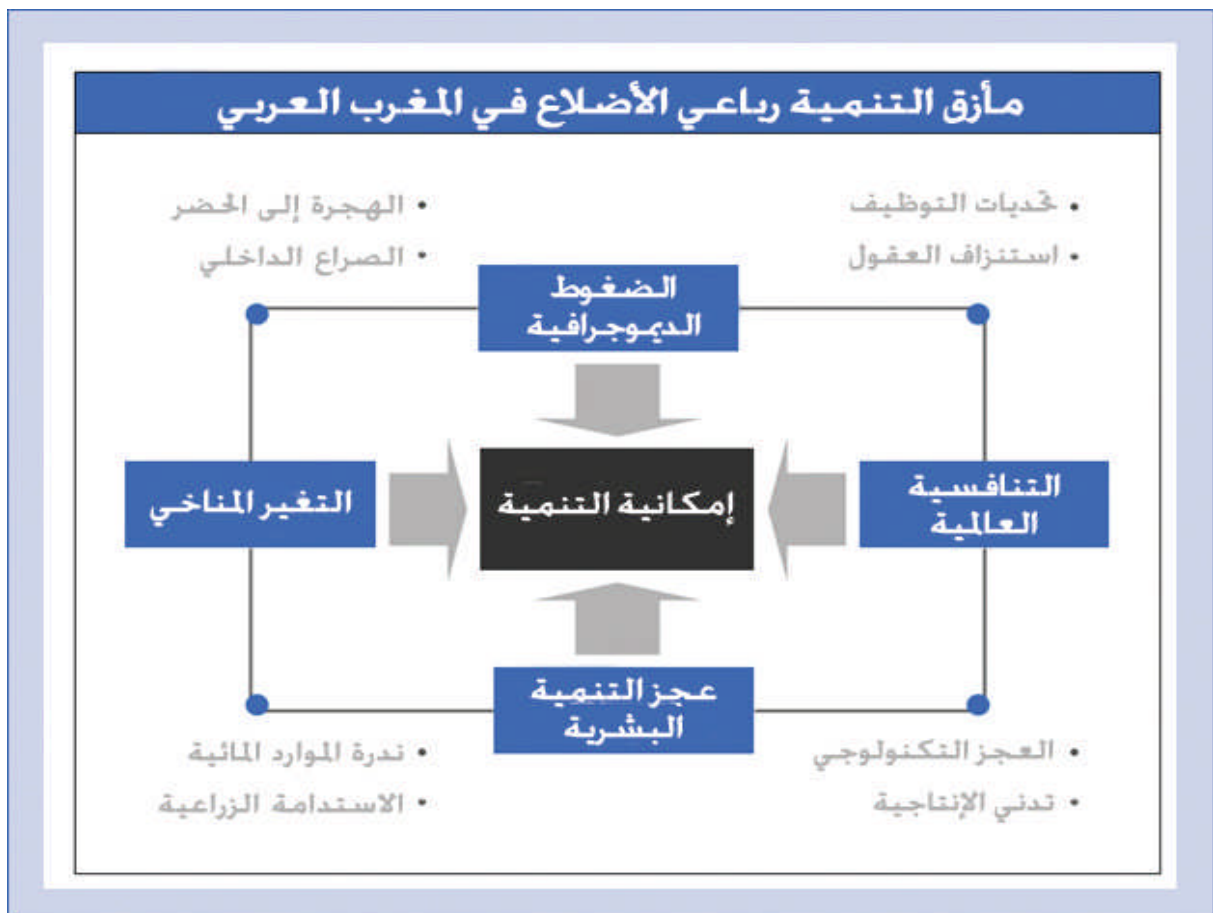 مأزق التنمية رباعي الأضلاع في المغرب العربي
• تحديات التوظيف
• استنزاف العقول
• الهجرة إلى الحضر
• الصراع الداخلي
الضغوط
الديموجرافية
التنافسية
العالمية
إمكانية التنمية
التغير المناخي
عجز التنمية
البشرية
• العجز التكنولوجي
• تدني الإنتاجية
• ندرة الموارد المائية
• الاستدامة الزراعية